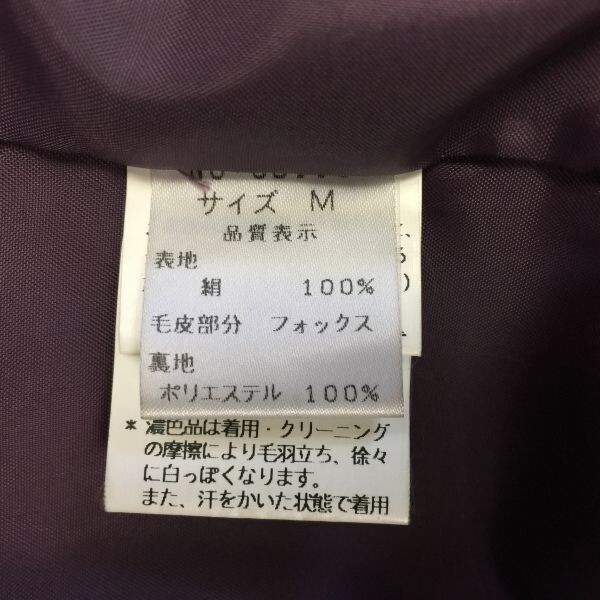 サイズ M
品質表示
表地
絹 100%
毛皮部分 フォックス
裏地
ポリエステル 100%
* 濃色品は着用・クリーニング
の摩擦により毛羽立ち、徐々
に白っぽくなります。
また、汗をかいた状態で着用